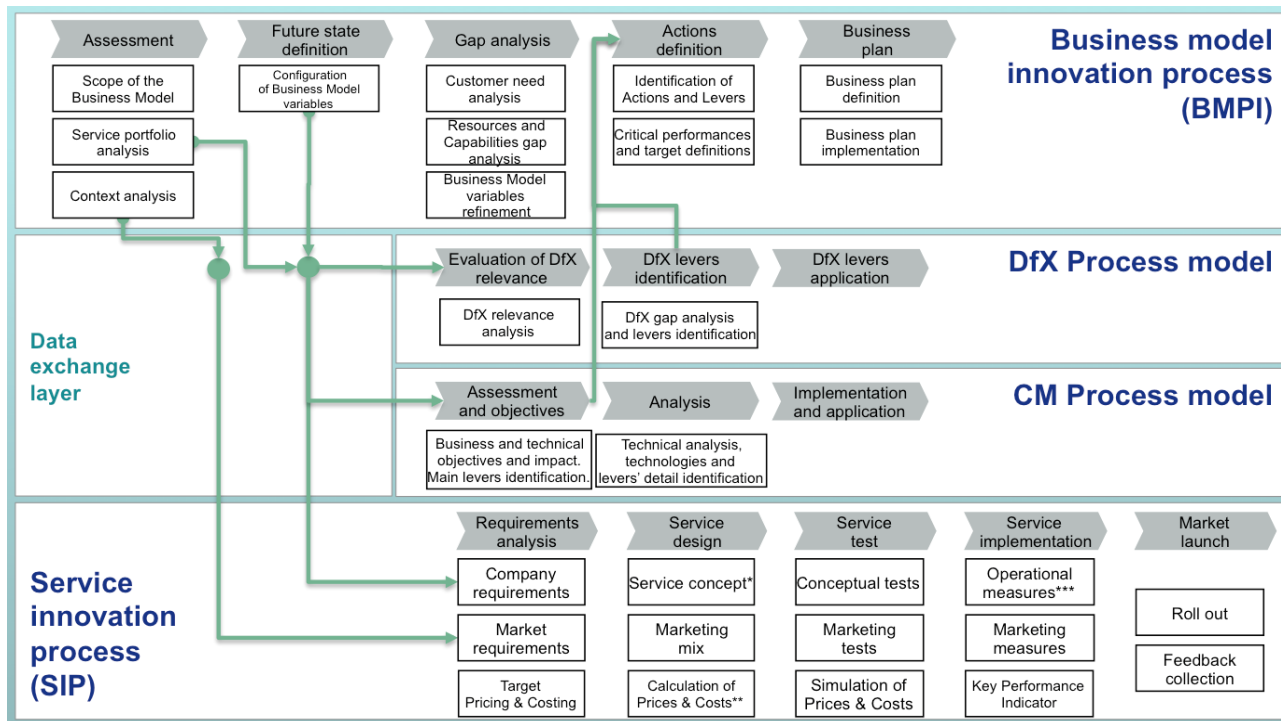 Assessment
Future state
definition
Gap analysis
Actions
definition
Business
plan
Business model
innovation process
(BMPI)
Scope of the
Business Model
Service portfolio
analysis
Context analysis
Configuration
of Business Model
variables
Customer need
analysis
Resources and
Capabilities gap
analysis
Business Model
variables
refinement
Identification of
Actions and Levers
Critical performances
and target definitions
Business plan
definition
Business plan
implementation
Data
exchange
layer
Evaluation of DfX
relevance
DfX levers
identification
DfX levers
application
DfX Process model
DfX relevance
analysis
DfX gap analysis
and levers identification
Assessment
and objectives
Analysis
Implementation
and application
CM Process model
Business and technical
objectives and impact.
Main levers identification.
Technical analysis,
technologies and
levers' detail identification
Service
innovation
process
(SIP)
Requirements
analysis
Service
design
Service
test
Service
implementation
Market
launch
Company
requirements
Market
requirements
Target
Pricing & Costing
Service concept*
Marketing
mix
Calculation of
Prices & Costs**
Conceptual tests
Marketing
tests
Simulation of
Prices & Costs
Operational
measures***
Marketing
measures
Key Performance
Indicator
Roll out
Feedback
collection